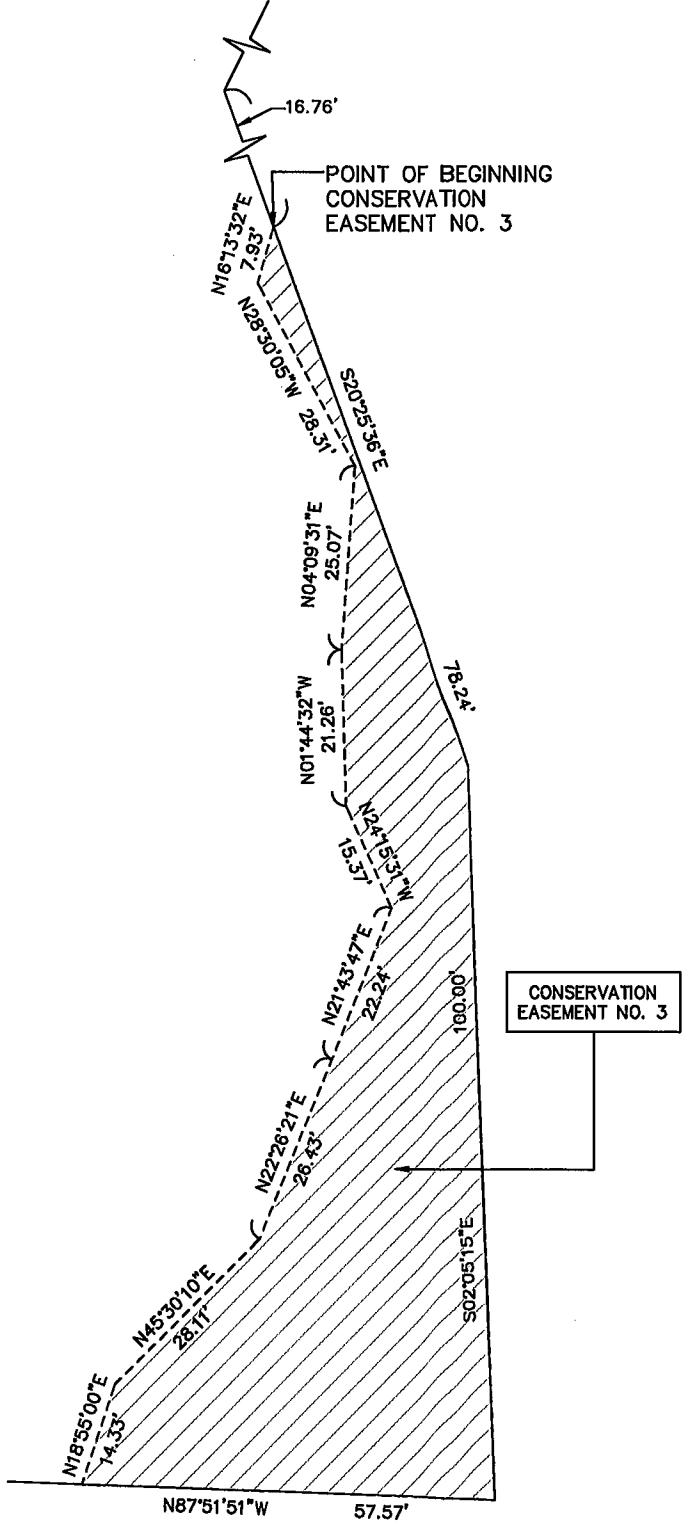 16.76'
POINT OF BEGINNING
CONSERVATION
EASEMENT NO. 3
N16°13'32"E
7.93'
N28°30'05"W 28.31'
S20°25'36"E
78.24'
N04°09'31"E
25.07'
N01°44'32"W
21.26'
N24°15'31"W
15.37'
N21°43'47"E
22.24'
100.00'
CONSERVATION
EASEMENT NO. 3
N22°26'21"E
26.43'
S02°05'15"E
N45°30'10"E
28.11'
N18°55'00"E
14.33'
N87°51'51"W 57.57'